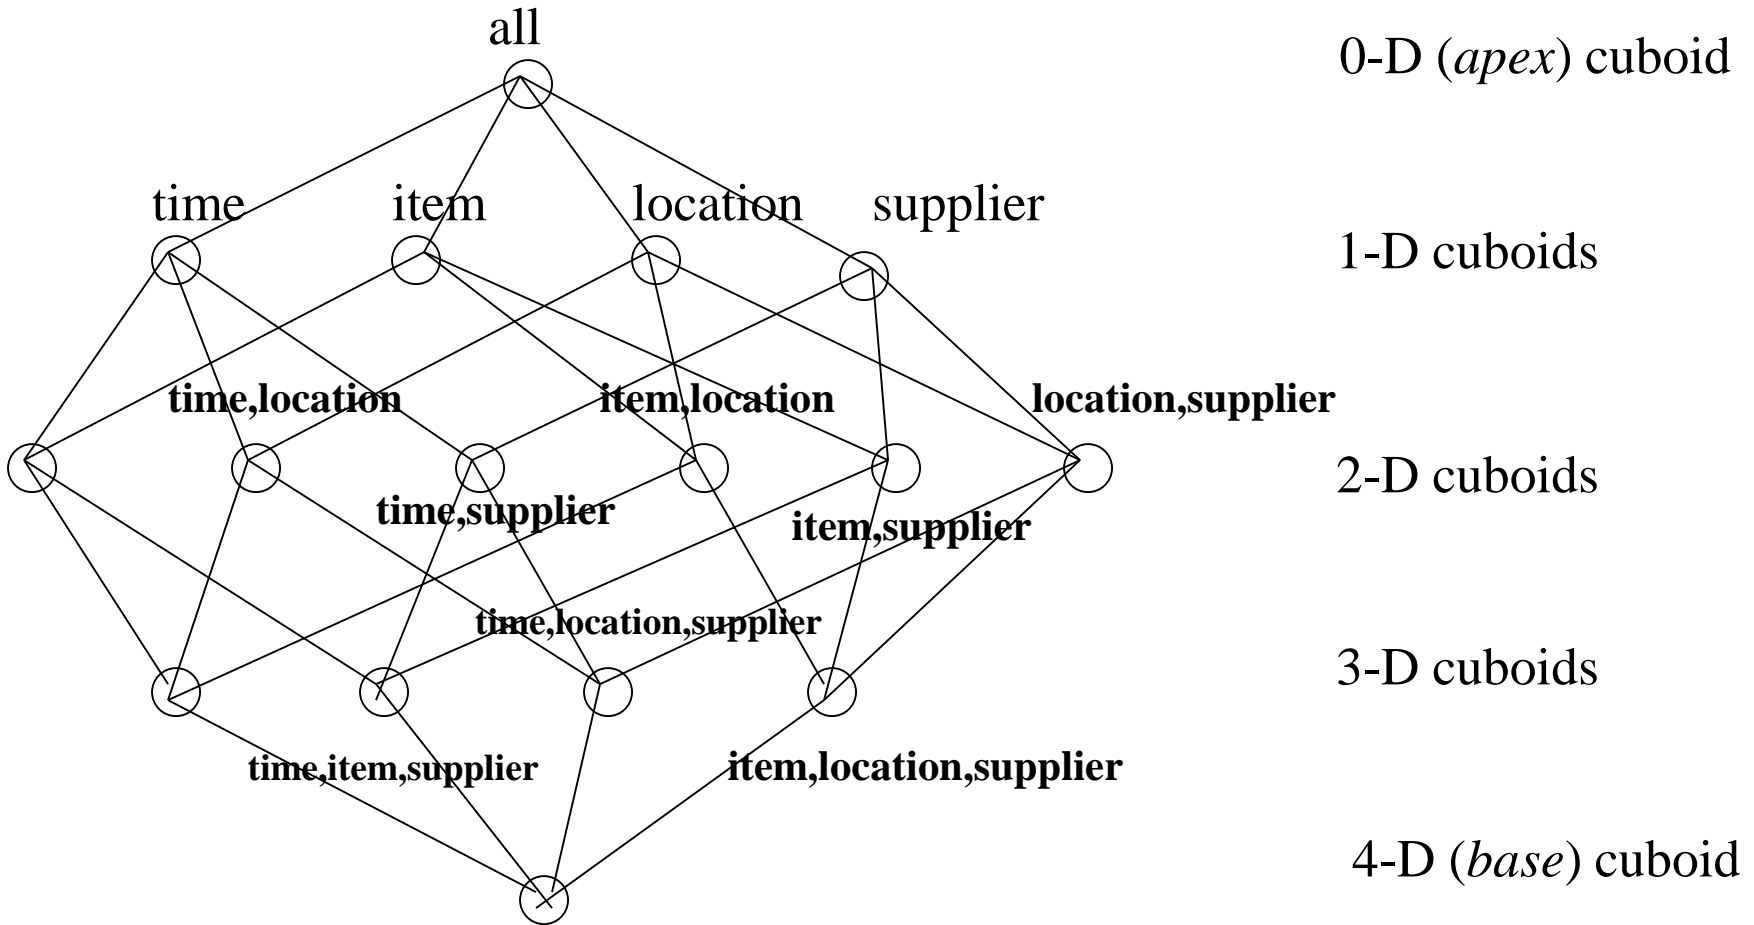 all
0-D (apex) cuboid
time
item
location
supplier
1-D cuboids
time,location
item,location
location,supplier
2-D cuboids
time,supplier
item,supplier
time,location,supplier
3-D cuboids
time,item,supplier
item,location,supplier
4-D (base) cuboid